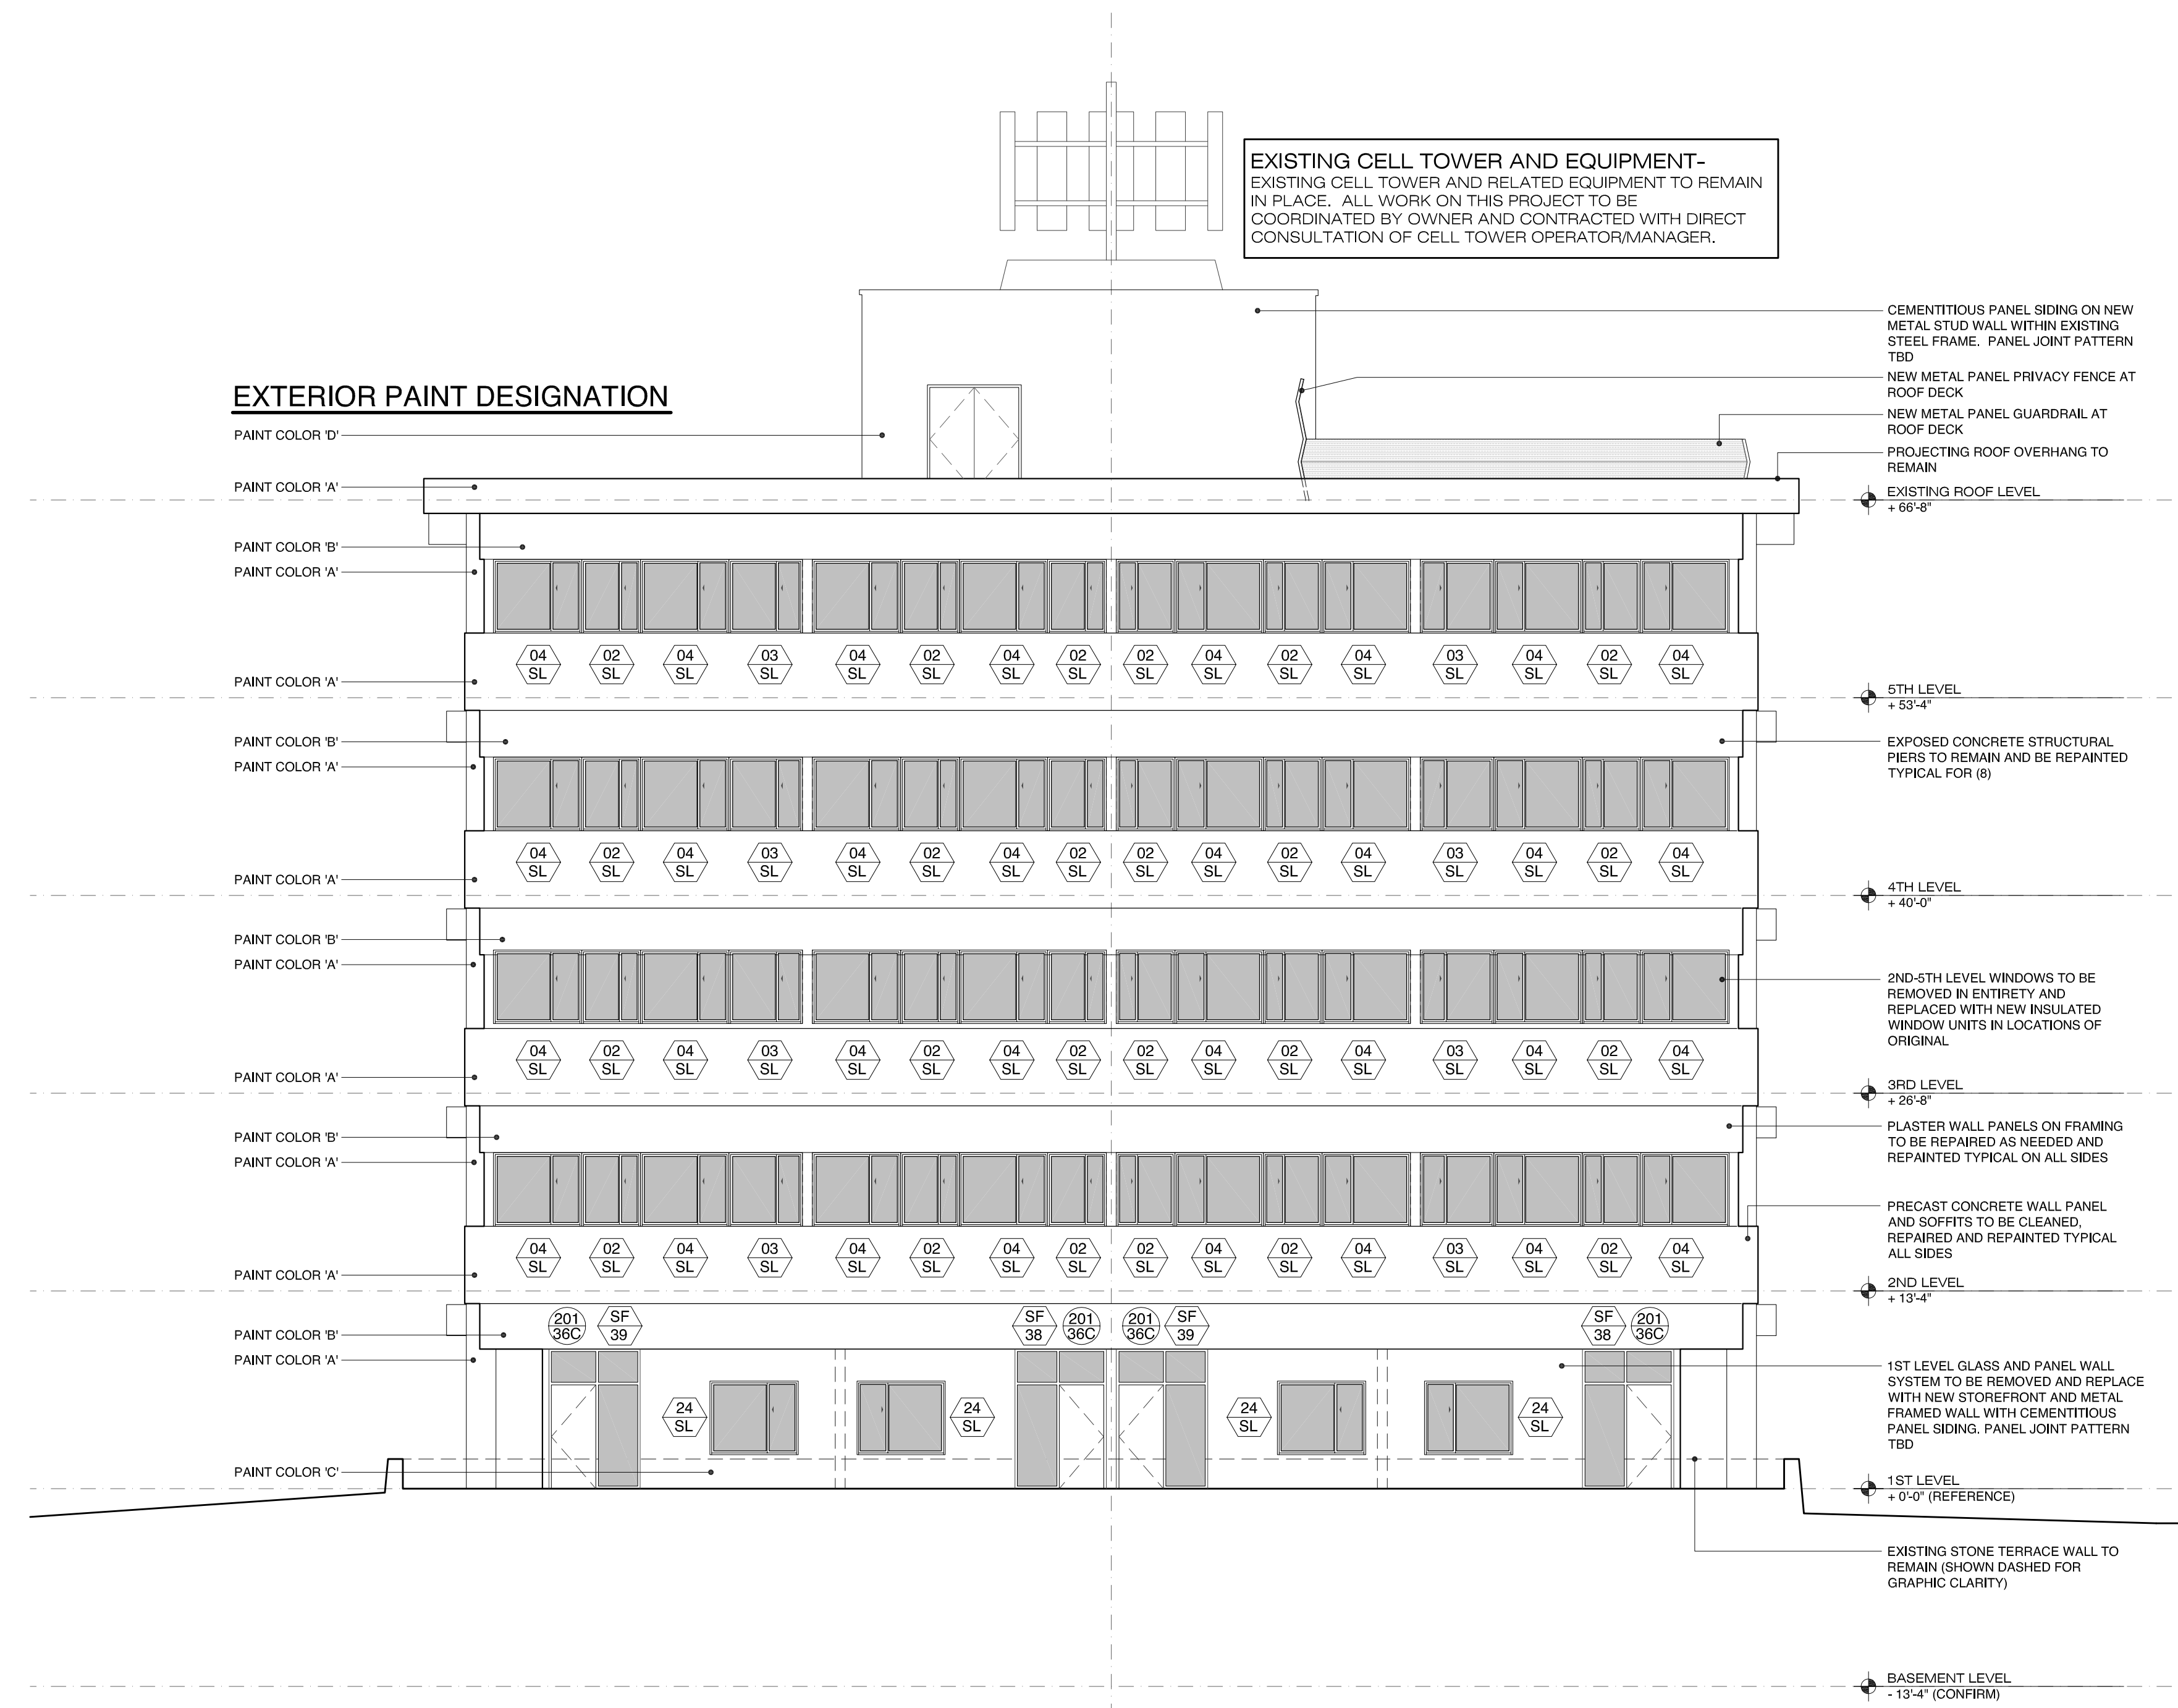 EXISTING CELL TOWER AND EQUIPMENT-
EXISTING CELL TOWER AND RELATED EQUIPMENT TO REMAIN
IN PLACE. ALL WORK ON THIS PROJECT TO BE
COORDINATED BY OWNER AND CONTRACTED WITH DIRECT
CONSULTATION OF CELL TOWER OPERATOR/MANAGER.
CEMENTITIOUS PANEL SIDING ON NEW
METAL STUD WALL WITHIN EXISTING
STEEL FRAME. PANEL JOINT PATTERN
TBD
NEW METAL PANEL PRIVACY FENCE AT
ROOF DECK
NEW METAL PANEL GUARDRAIL AT
ROOF DECK
PROJECTING ROOF OVERHANG TO
REMAIN
EXISTING ROOF LEVEL
+ 66'-8"
EXTERIOR PAINT DESIGNATION
PAINT COLOR 'D'
PAINT COLOR 'A'
PAINT COLOR 'B'
PAINT COLOR 'A'
04 02 04 03 04 02 04 02 02 04 02 04 03 04 02 04
SL SL SL SL SL SL SL SL SL SL SL SL SL SL SL SL
PAINT COLOR 'A'
5TH LEVEL
+ 53'-4"
PAINT COLOR 'B'
PAINT COLOR 'A'
EXPOSED CONCRETE STRUCTURAL
PIERS TO REMAIN AND BE REPAINTED
TYPICAL FOR (8)
04 02 04 03 04 02 04 02 02 04 02 04 03 04 02 04
SL SL SL SL SL SL SL SL SL SL SL SL SL SL SL SL
PAINT COLOR 'A'
4TH LEVEL
+ 40'-0"
PAINT COLOR 'B'
PAINT COLOR 'A'
2ND-5TH LEVEL WINDOWS TO BE
REMOVED IN ENTIRETY AND
REPLACED WITH NEW INSULATED
WINDOW UNITS IN LOCATIONS OF
ORIGINAL
04 02 04 03 04 02 04 02 02 04 02 04 03 04 02 04
SL SL SL SL SL SL SL SL SL SL SL SL SL SL SL SL
PAINT COLOR 'A'
3RD LEVEL
+ 26'-8"
PAINT COLOR 'B'
PAINT COLOR 'A'
PLASTER WALL PANELS ON FRAMING
TO BE REPAIRED AS NEEDED AND
REPAINTED TYPICAL ON ALL SIDES
PRECAST CONCRETE WALL PANEL
AND SOFFITS TO BE CLEANED,
REPAIRED AND REPAINTED TYPICAL
ALL SIDES
04 02 04 03 04 02 04 02 02 04 02 04 03 04 02 04
SL SL SL SL SL SL SL SL SL SL SL SL SL SL SL SL
PAINT COLOR 'A'
2ND LEVEL
+ 13'-4"
PAINT COLOR 'B'
PAINT COLOR 'A'
201 SF SF 201 201 SF SF 201
36C 39 38 36C 36C 39 38 36C
1ST LEVEL GLASS AND PANEL WALL
SYSTEM TO BE REMOVED AND REPLACE
WITH NEW STOREFRONT AND METAL
FRAMED WALL WITH CEMENTITIOUS
PANEL SIDING. PANEL JOINT PATTERN
TBD
24 24 24 24
SL SL SL SL
PAINT COLOR 'C'
1ST LEVEL
+ 0'-0" (REFERENCE)
EXISTING STONE TERRACE WALL TO
REMAIN (SHOWN DASHED FOR
GRAPHIC CLARITY)
BASEMENT LEVEL
- 13'-4" (CONFIRM)